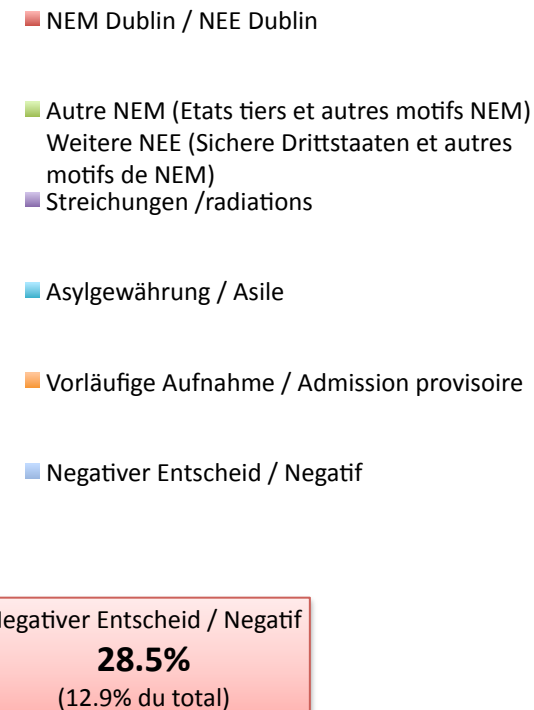 NEM Dublin / NEE Dublin
Autre NEM (Etats tiers et autres motifs NEM)
Weitere NEE (Sichere Drittstaaten et autres
motifs de NEM)
Streichungen /radiations
Asylgewährung / Asile
Vorläufige Aufnahme / Admission provisoire
Negativer Entscheid / Negatif
egativer Entscheid / Negatif
28.5%
(12.9% du total)